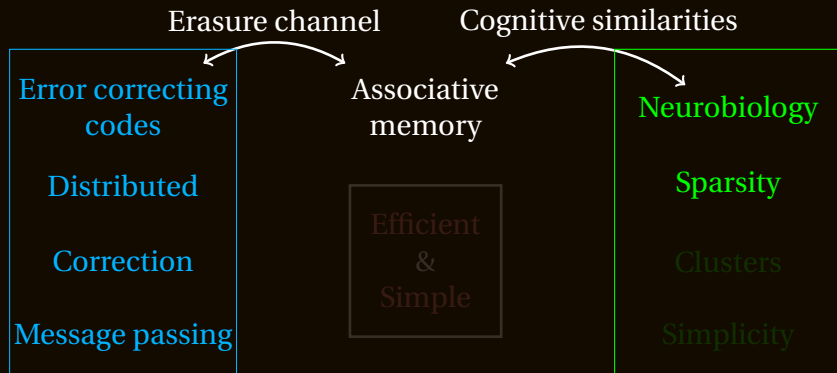 Erasure channel
Cognitive similarities
Error correcting
codes
Distributed
Correction
Message passing
Associative
memory
Efficient
&
Simple
Neurobiology
Sparsity
Clusters
Simplicity